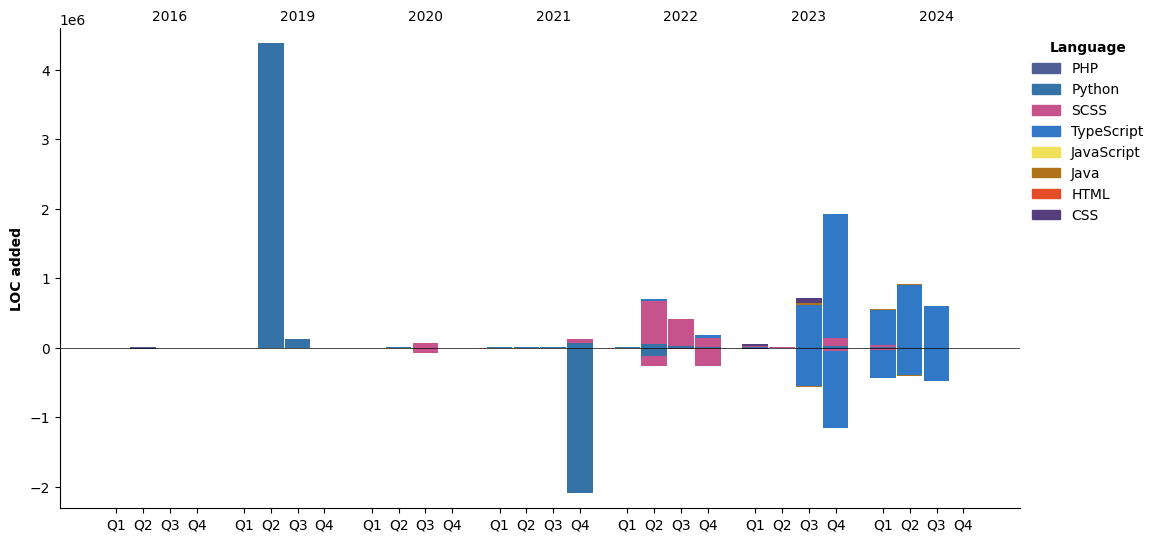 1e6
2016 2019 2020 2021 2022 2023 2024
Language
PHP
Python
SCSS
TypeScript
JavaScript
Java
HTML
CSS
LOC added
4
3
2
1
0
−1
−2
Q1 Q2 Q3 Q4 Q1 Q2 Q3 Q4 Q1 Q2 Q3 Q4 Q1 Q2 Q3 Q4 Q1 Q2 Q3 Q4 Q1 Q2 Q3 Q4 Q1 Q2 Q3 Q4